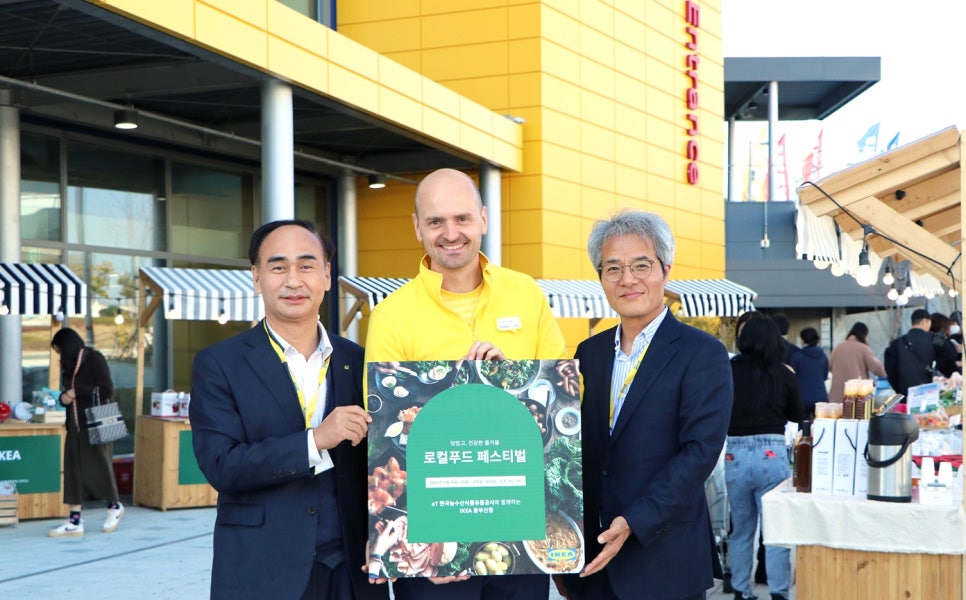 Entrance
IKEA
맛있고, 건강한 즐거움
로컬푸드 페스티벌
aT 한국농수산식품유통공사와 함께하는
IKEA 동부산점
IKEA